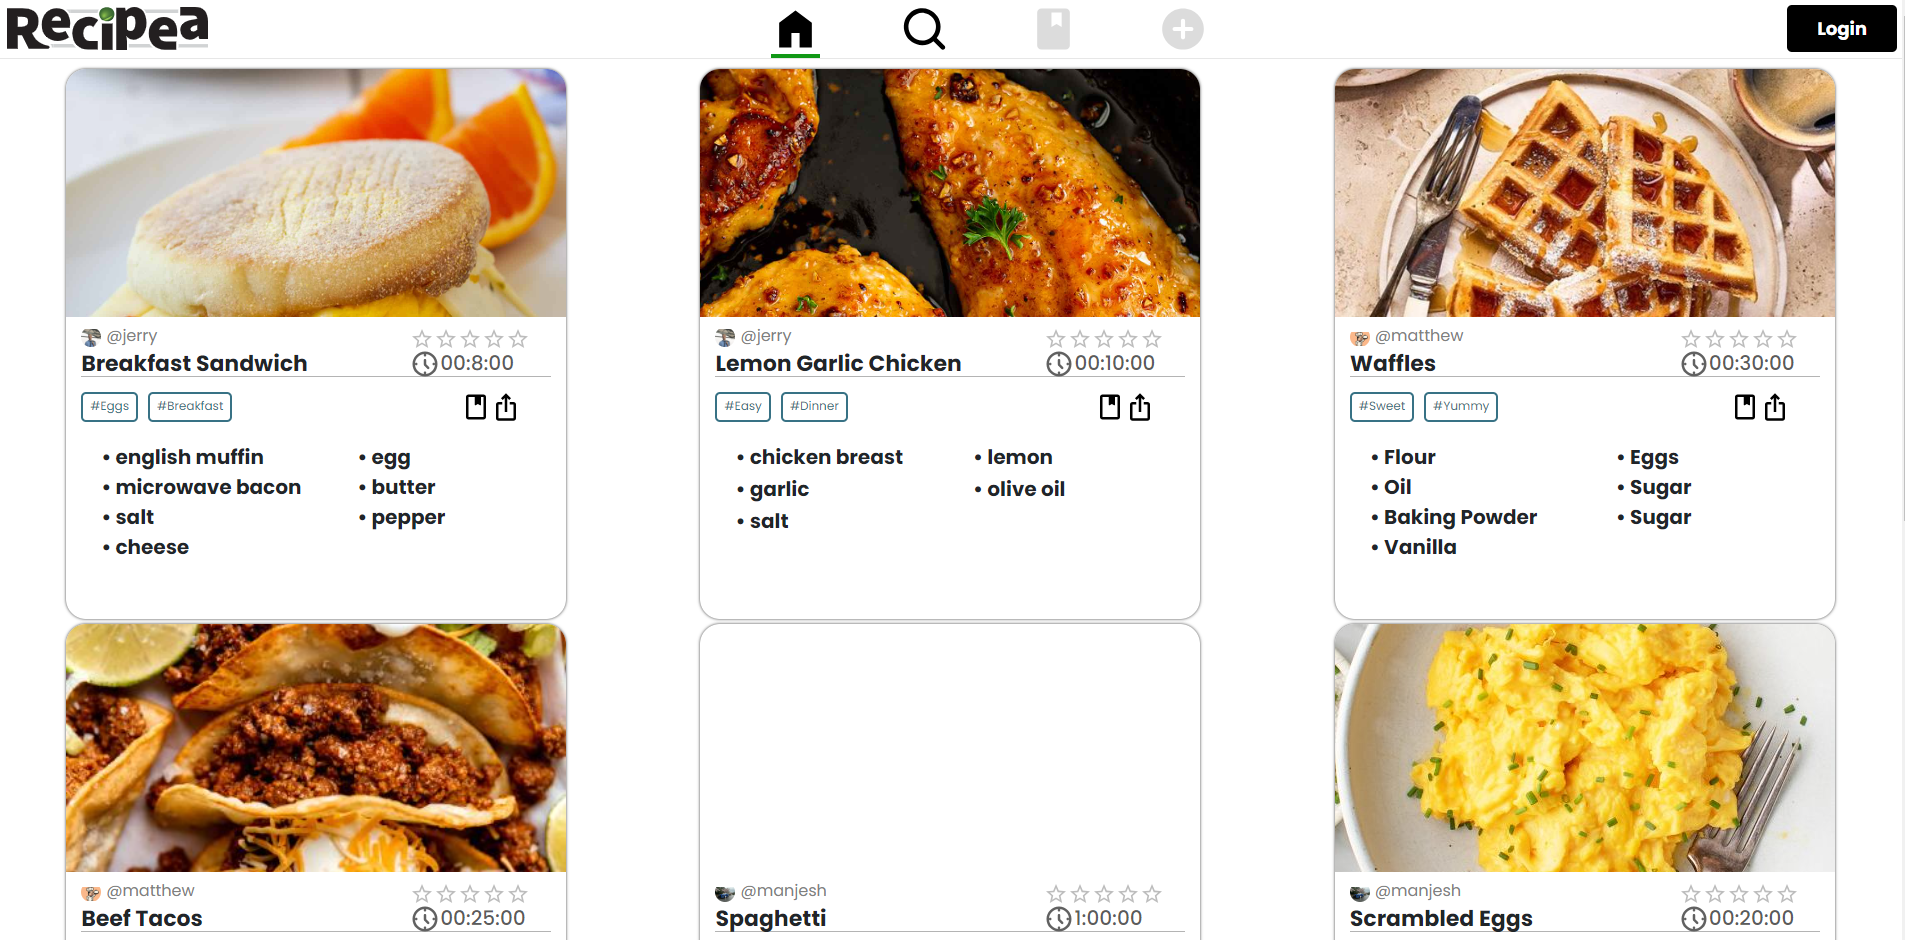 Recipea
Login
@jerry
Breakfast Sandwich
00:8:00
#Eggs
#Breakfast
• english muffin
• egg
• microwave bacon
• butter
• salt
• pepper
• cheese
@jerry
Lemon Garlic Chicken
00:10:00
#Easy
#Dinner
• chicken breast
• lemon
• garlic
• olive oil
• salt
@matthew
Waffles
00:30:00
#Sweet
#Yummy
• Flour
• Eggs
• Oil
• Sugar
• Baking Powder
• Sugar
• Vanilla
@matthew
Beef Tacos
00:25:00
@manjesh
Spaghetti
1:00:00
@manjesh
Scrambled Eggs
00:20:00